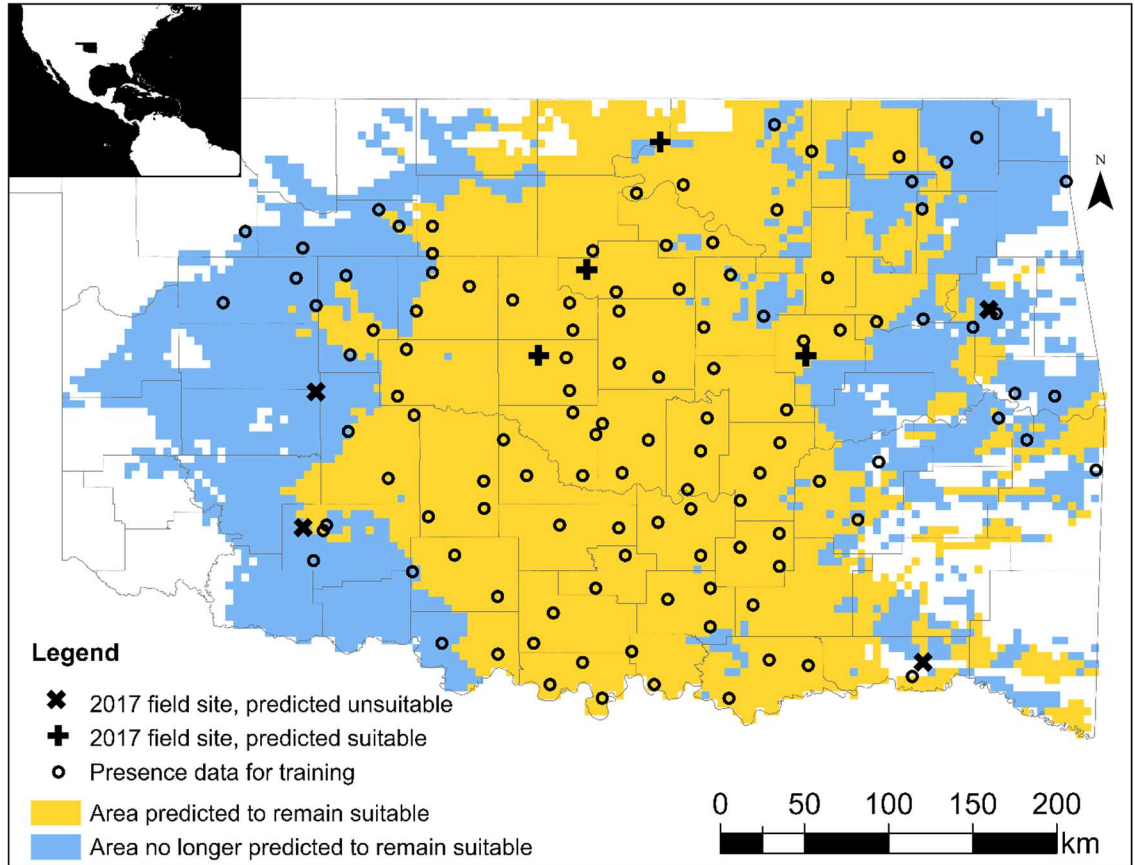 N
Legend
2017 field site, predicted unsuitable
2017 field site, predicted suitable
Presence data for training
Area predicted to remain suitable
Area no longer predicted to remain suitable
0 50 100 150 200
km